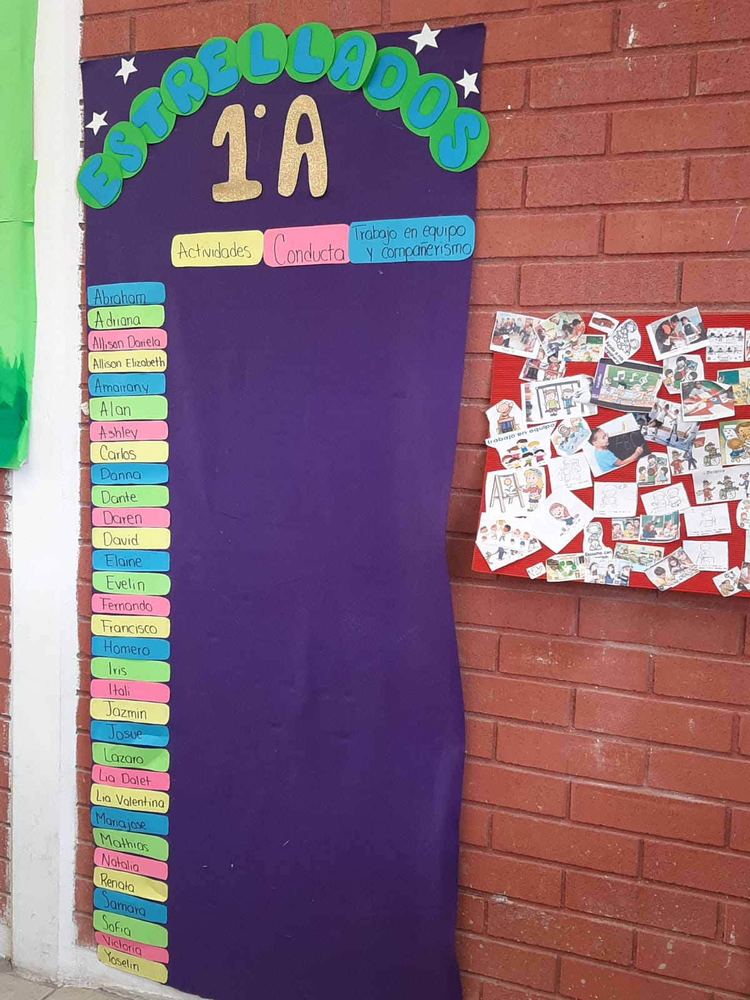 ESTRELLADOS
1° A
Actividades
Conducta
Trabajo en equipo
y compañerismo
Abraham
Adriana
Allison Dariela
Allison Elizabeth
Amairany
Alan
Ashley
Carlos
Danna
Dante
Daren
David
Elaine
Evelin
Fernando
Francisco
Homero
Iris
Itali
Jazmin
Josue
Lazaro
Lia Dalet
Lia Valentina
Mariajose
Mathias
Natalia
Renata
Samara
Sofia
Victoria
Yoselin
Canción
trabajo en equipo
ABC
Disciplina
Escucho con